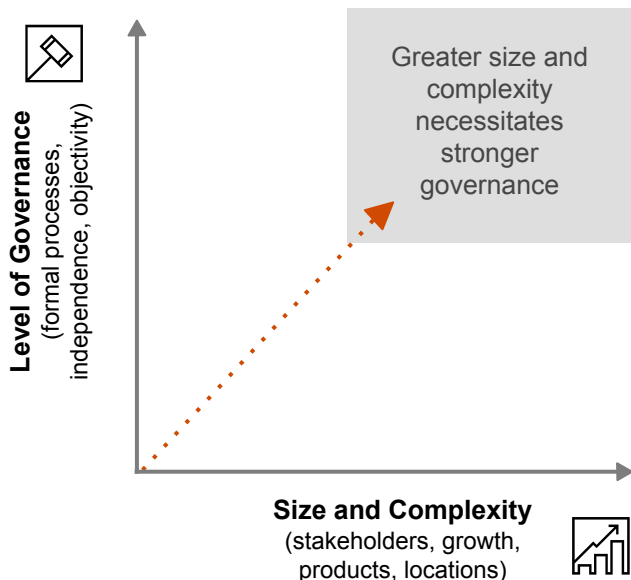 Greater size and
complexity
necessitates
stronger
governance
Level of Governance
(formal processes,
independence, objectivity)
Size and Complexity
(stakeholders, growth,
products, locations)